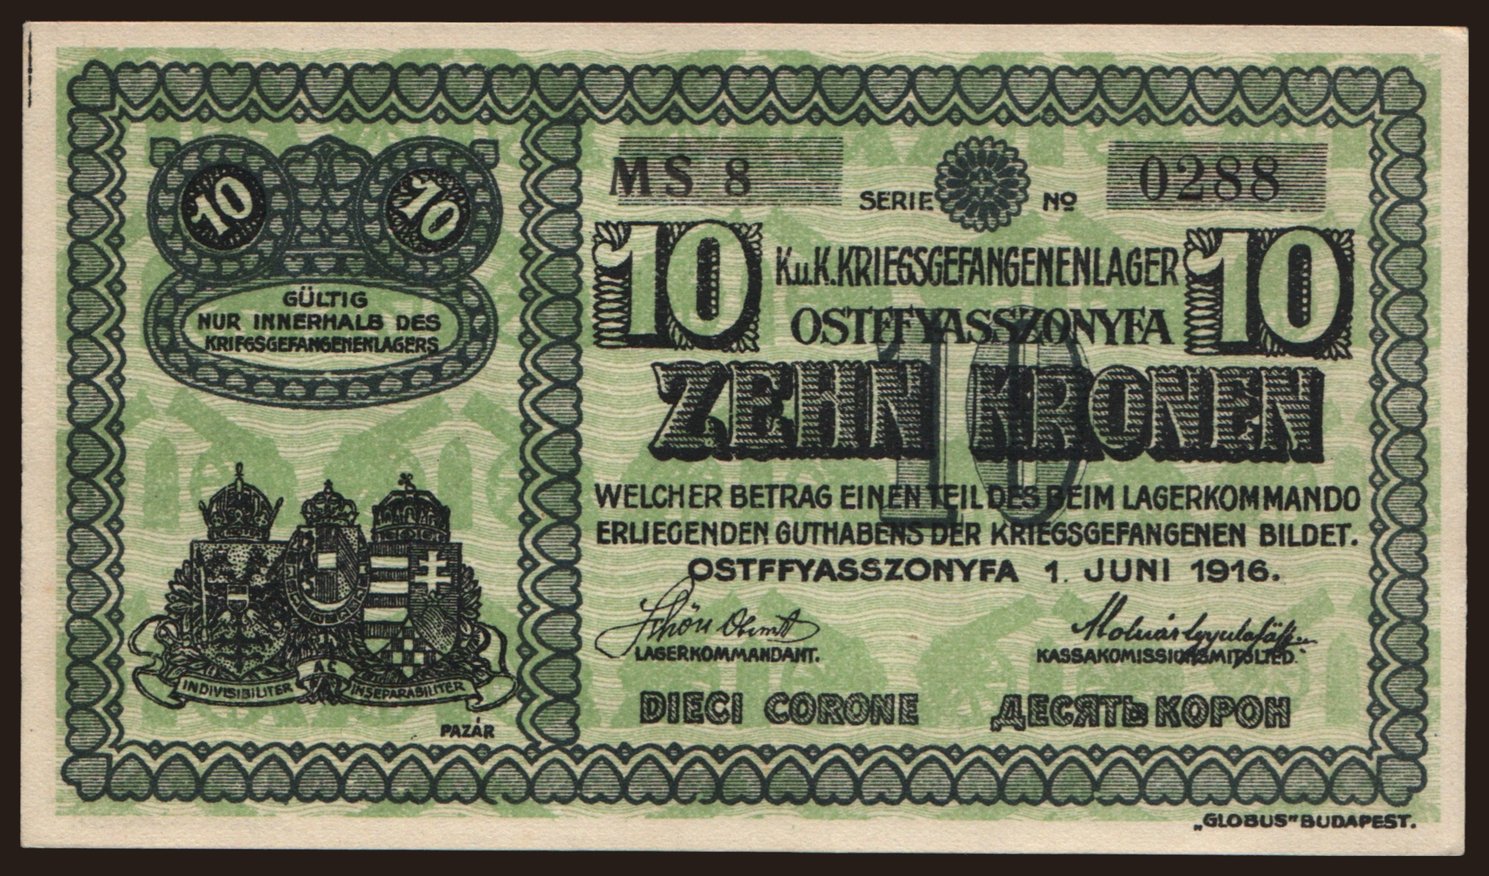 10 10
GÜLTIG
NUR INNERHALB DES
KRIEGSGEFANGENENLAGERS
INDIVISIBILITER AC INSEPARABILITER
PAZÁR
MS 8 SERIE No 0288
10 K.u.K. KRIEGSGEFANGENENLAGER 10
OSTFFYASSZONYFA
10
ZEHN KRONEN
WELCHER BETRAG EINEN TEIL DES BEIM LAGERKOMMANDO
ERLIEGENDEN GUTHABENS DER KRIEGSGEFANGENEN BILDET.
OSTFFYASSZONYFA 1. JUNI 1916.
Schön
LAGERKOMMANDANT. KASSAKOMISSIONSMITGLIED.
DIECI CORONE ДЕСЯТЬ КОРОН
„GLOBUS" BUDAPEST.